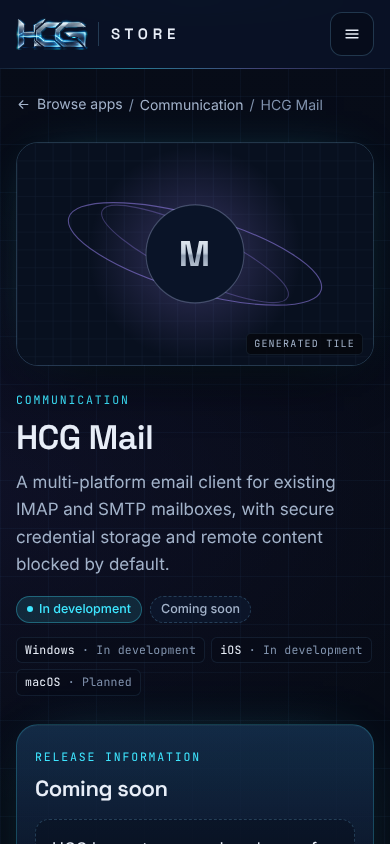 HCG STORE
← Browse apps / Communication / HCG Mail
M
GENERATED TILE
COMMUNICATION
HCG Mail
A multi-platform email client for existing
IMAP and SMTP mailboxes, with secure
credential storage and remote content
blocked by default.
In development Coming soon
Windows · In development iOS · In development
macOS · Planned
RELEASE INFORMATION
Coming soon